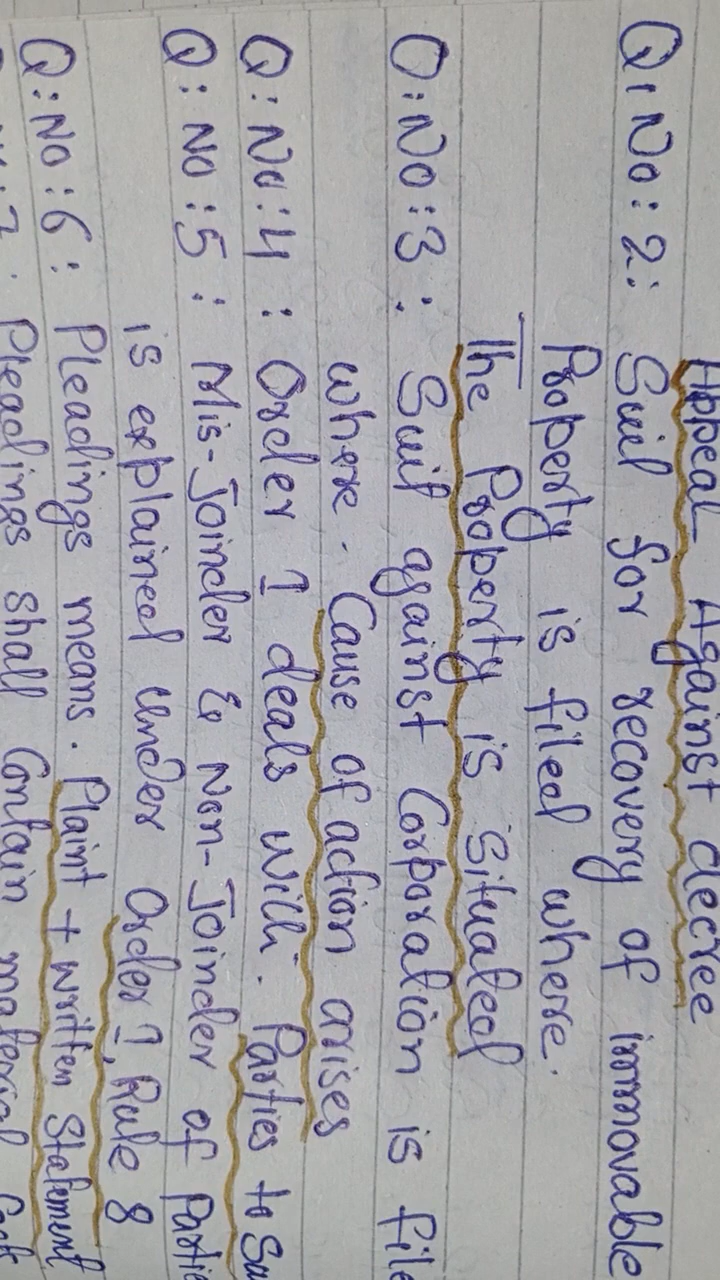 Appeal Against decree
Q: No: 2: Suit for recovery of immovable
Property is filed where.
The Property is Situated
Q: No: 3: Suit against Corporation is file
where. Cause of action arises
Q: No: 4: Order 1 deals with. Parties to Su
Q: No: 5: Mis-Joinder & Non-Joinder of Partie
is explained under Order 1, Rule 8
Q: No: 6: Pleadings means. Plaint + written Statement
Pleadings shall Contain material